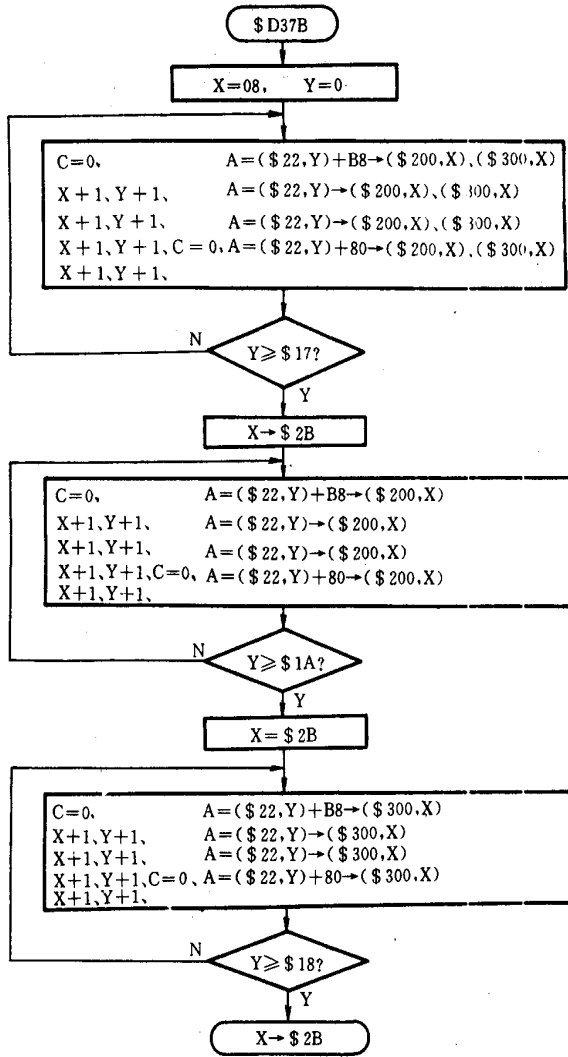 $D37B
X=08、 Y=0
C=0、 A=($22,Y)+B8→($200,X)、($300,X)
X+1、Y+1、 A=($22,Y)→($200,X)、($300,X)
X+1、Y+1、 A=($22,Y)→($200,X)、($300,X)
X+1、Y+1、C=0、A=($22,Y)+80→($200,X)、($300,X)
X+1、Y+1、
N
Y≥$17?
Y
X→$2B
C=0、 A=($22,Y)+B8→($200,X)
X+1、Y+1、 A=($22,Y)→($200,X)
X+1、Y+1、 A=($22,Y)→($200,X)
X+1、Y+1、C=0、A=($22,Y)+80→($200,X)
X+1、Y+1、
N
Y≥$1A?
Y
X=$2B
C=0、 A=($22,Y)+B8→($300,X)
X+1、Y+1、 A=($22,Y)→($300,X)
X+1、Y+1、 A=($22,Y)→($300,X)
X+1、Y+1、C=0、A=($22,Y)+80→($300,X)
X+1、Y+1、
N
Y≥$18?
Y
X→$2B